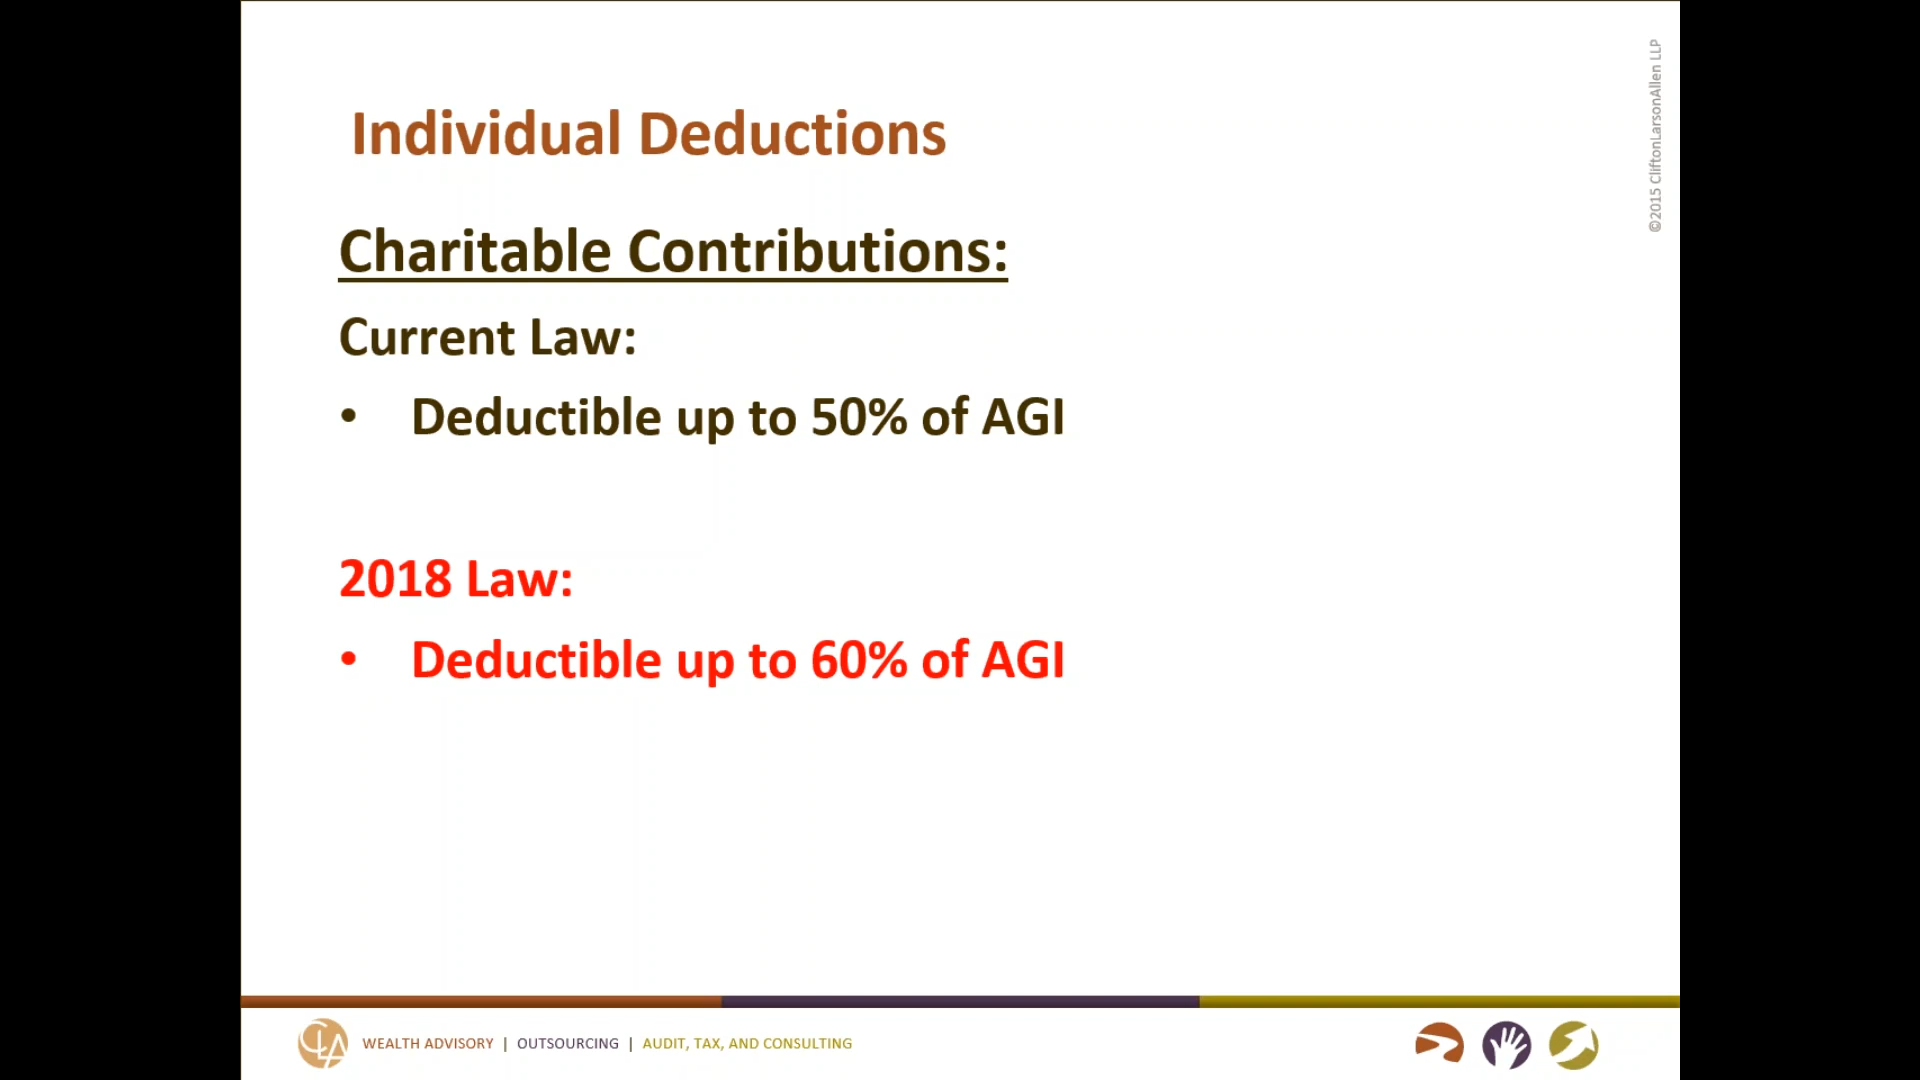 ©2015 CliftonLarsonAllen LLP
Individual Deductions
Charitable Contributions:
Current Law:
• Deductible up to 50% of AGI
2018 Law:
• Deductible up to 60% of AGI
CLA
WEALTH ADVISORY | OUTSOURCING | AUDIT, TAX, AND CONSULTING